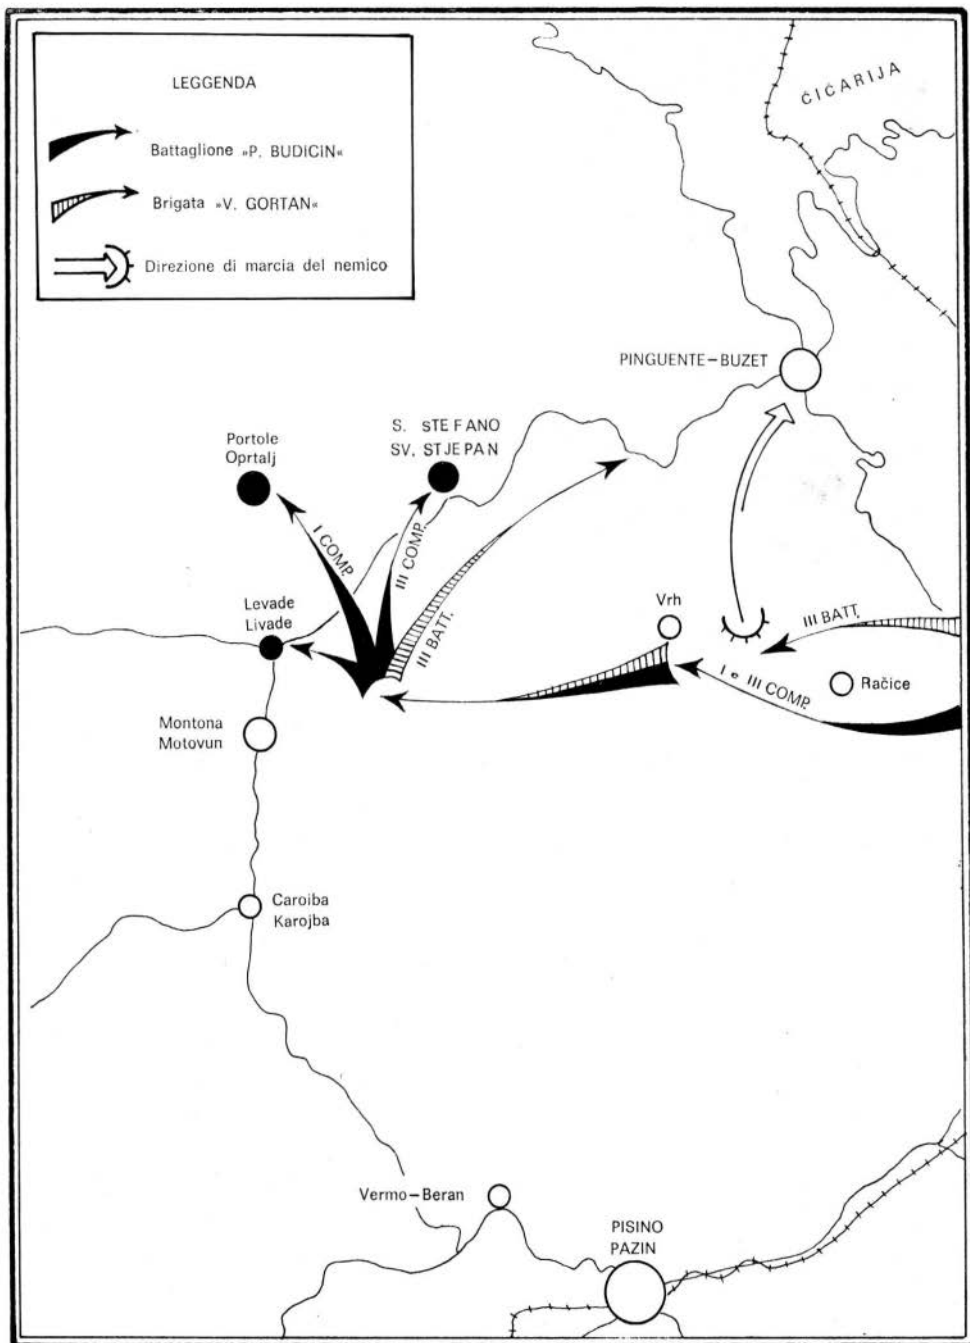 LEGGENDA
Battaglione »P. BUDICIN«
Brigata »V. GORTAN«
Direzione di marcia del nemico
ĆIĆARIJA
PINGUENTE–BUZET
S. STEFANO
SV. STJEPAN
Portole
Oprtalj
I COMP.
III COMP.
III BATT.
Levade
Livade
Vrh
III BATT.
I e III COMP.
Račice
Montona
Motovun
Caroiba
Karojba
Vermo–Beran
PISINO
PAZIN